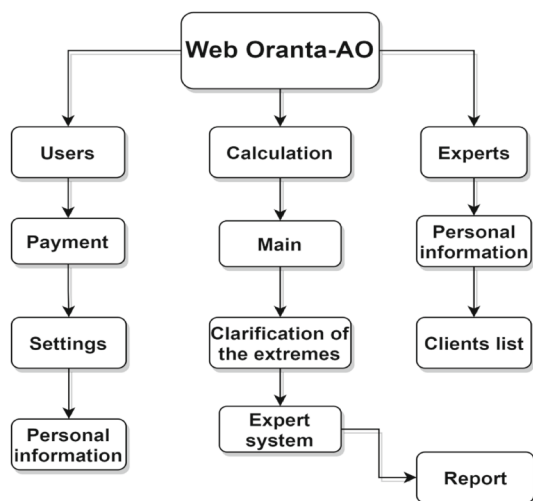 Web Oranta-AO
Users
Calculation
Experts
Payment
Main
Personal
information
Settings
Clarification of
the extremes
Clients list
Personal
information
Expert
system
Report